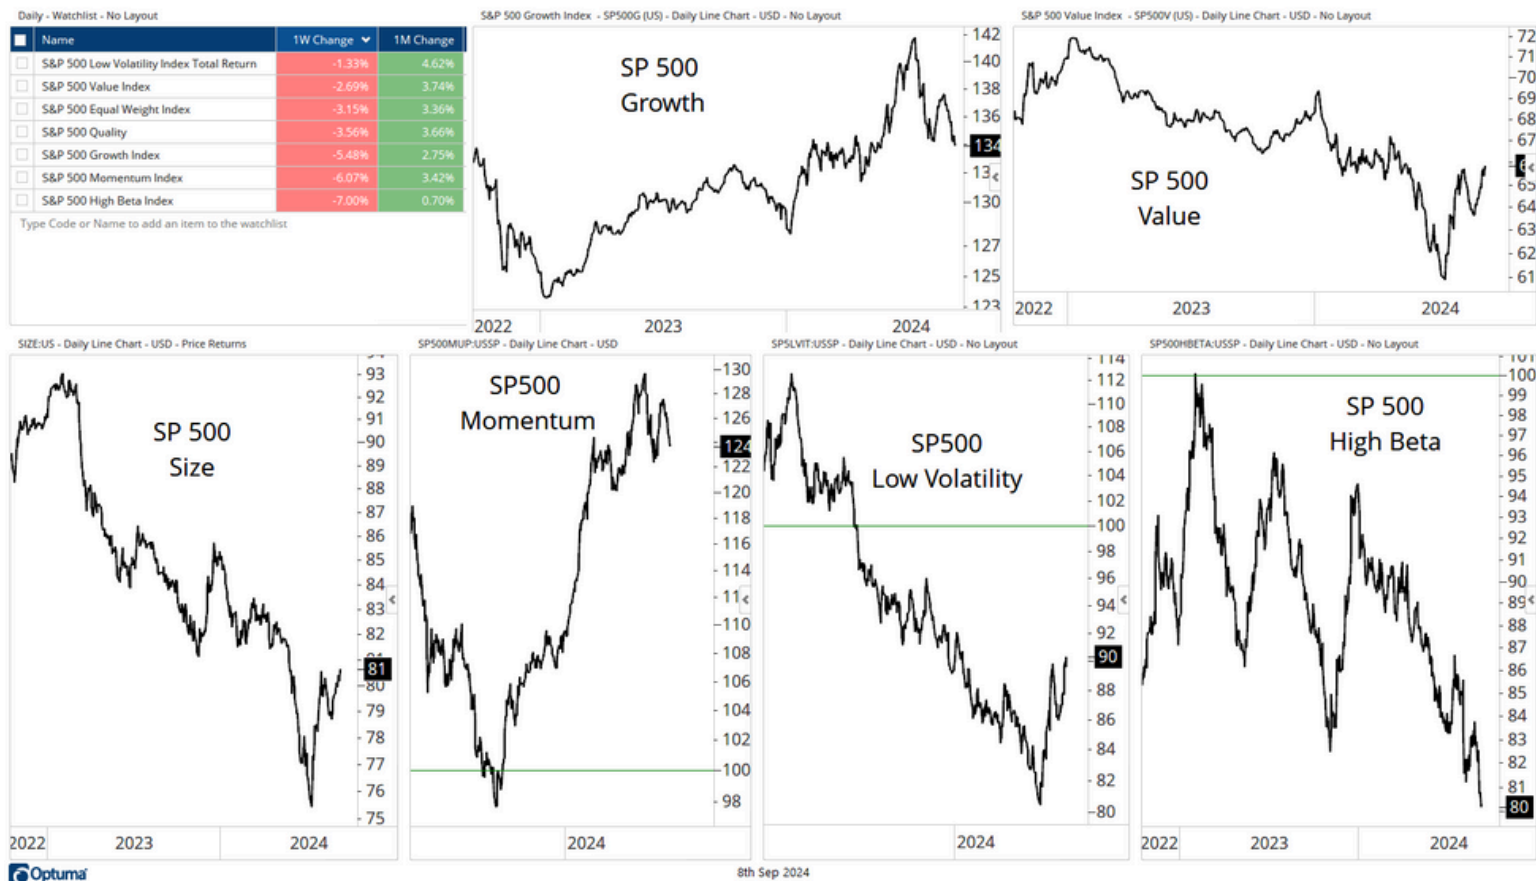 Daily - Watchlist - No Layout
Name 1W Change 1M Change
S&P 500 Low Volatility Index Total Return -1.33% 4.62%
S&P 500 Value Index -2.69% 3.74%
S&P 500 Equal Weight Index -3.15% 3.36%
S&P 500 Quality -3.56% 3.66%
S&P 500 Growth Index -5.48% 2.75%
S&P 500 Momentum Index -6.07% 3.42%
S&P 500 High Beta Index -7.00% 0.70%
Type Code or Name to add an item to the watchlist
S&P 500 Growth Index - SP500G (US) - Daily Line Chart - USD - No Layout
SP 500
Growth
142
140
138
136
134
130
127
125
123
2022 2023 2024
S&P 500 Value Index - SP500V (US) - Daily Line Chart - USD - No Layout
SP 500
Value
72
71
70
69
68
67
65
64
63
62
61
2022 2023 2024
SIZE:US - Daily Line Chart - USD - Price Returns
SP 500
Size
93
92
91
90
89
88
87
86
85
84
83
82
81
80
79
78
77
76
75
2022 2023 2024
SP500MUP:USSP - Daily Line Chart - USD
SP500
Momentum
130
128
126
124
122
120
118
116
114
110
108
106
104
102
100
98
2024
SP5LVIT:USSP - Daily Line Chart - USD - No Layout
SP500
Low Volatility
114
112
110
108
106
104
102
100
98
96
94
92
90
88
86
84
82
80
2024
SP500HBETA:USSP - Daily Line Chart - USD - No Layout
SP 500
High Beta
101
100
99
98
97
96
95
94
93
92
91
90
89
88
87
86
85
84
83
82
81
80
2022 2023 2024
Optuma
8th Sep 2024